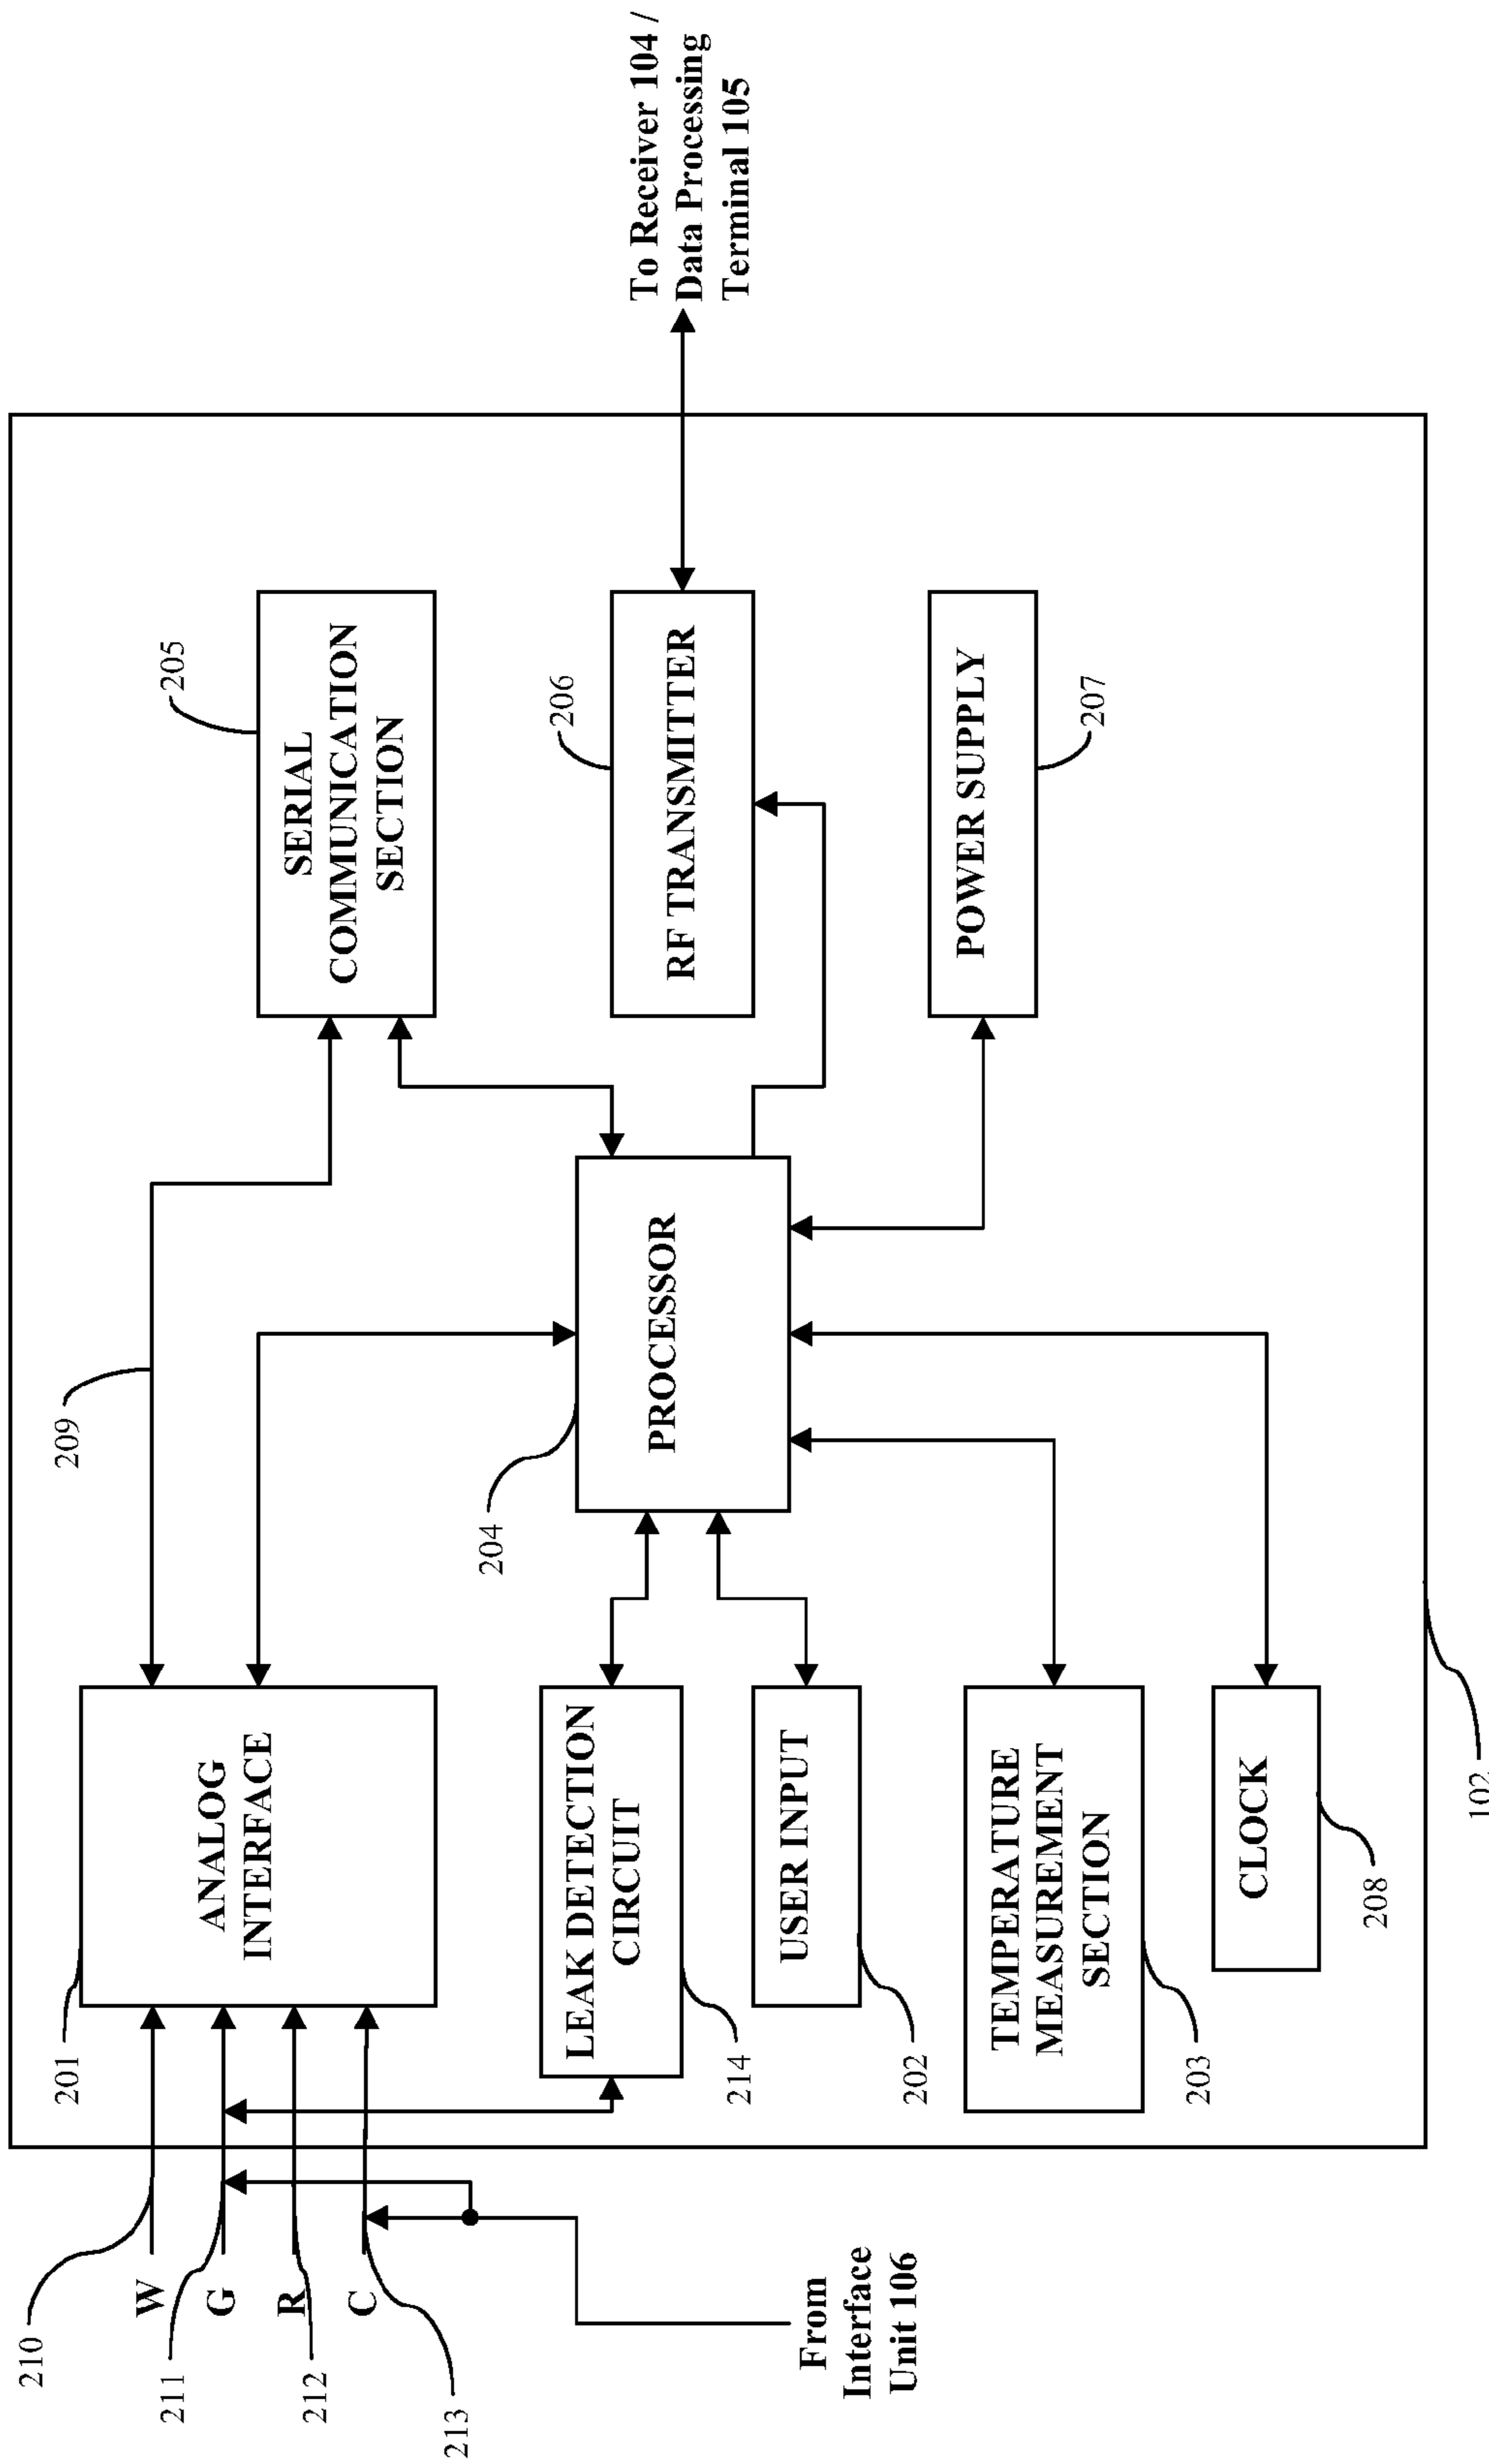 210
W
211
G
212
R
213
C
From
Interface
Unit 106
201
ANALOG
INTERFACE
209
214
LEAK DETECTION
CIRCUIT
202
USER INPUT
203
TEMPERATURE
MEASUREMENT
SECTION
208
CLOCK
204
PROCESSOR
205
SERIAL
COMMUNICATION
SECTION
206
RF TRANSMITTER
207
POWER SUPPLY
To Receiver 104 /
Data Processing
Terminal 105
102